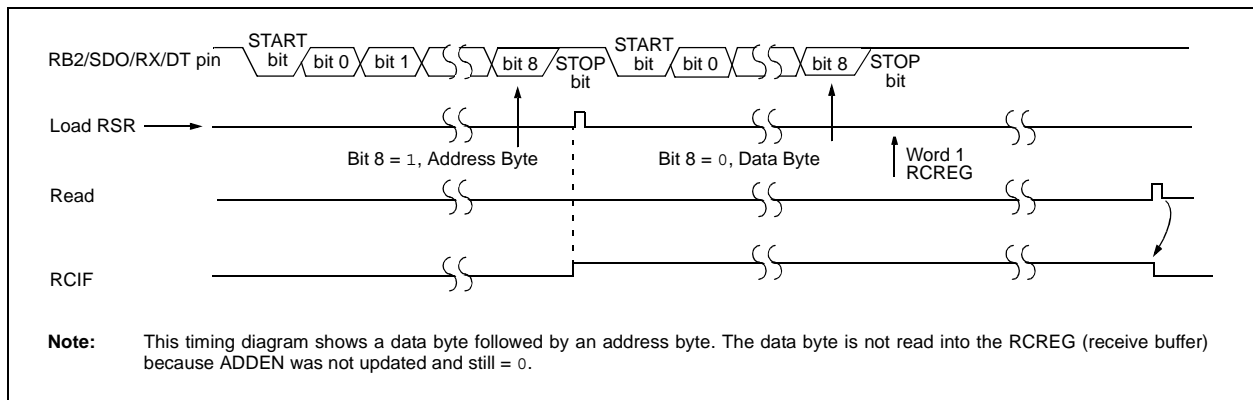 RB2/SDO/RX/DT pin
START
bit
bit 0
bit 1
bit 8
STOP
bit
START
bit
bit 0
bit 8
STOP
bit
Load RSR
Bit 8 = 1, Address Byte
Bit 8 = 0, Data Byte
Word 1
RCREG
Read
RCIF
Note: This timing diagram shows a data byte followed by an address byte. The data byte is not read into the RCREG (receive buffer)
because ADDEN was not updated and still = 0.